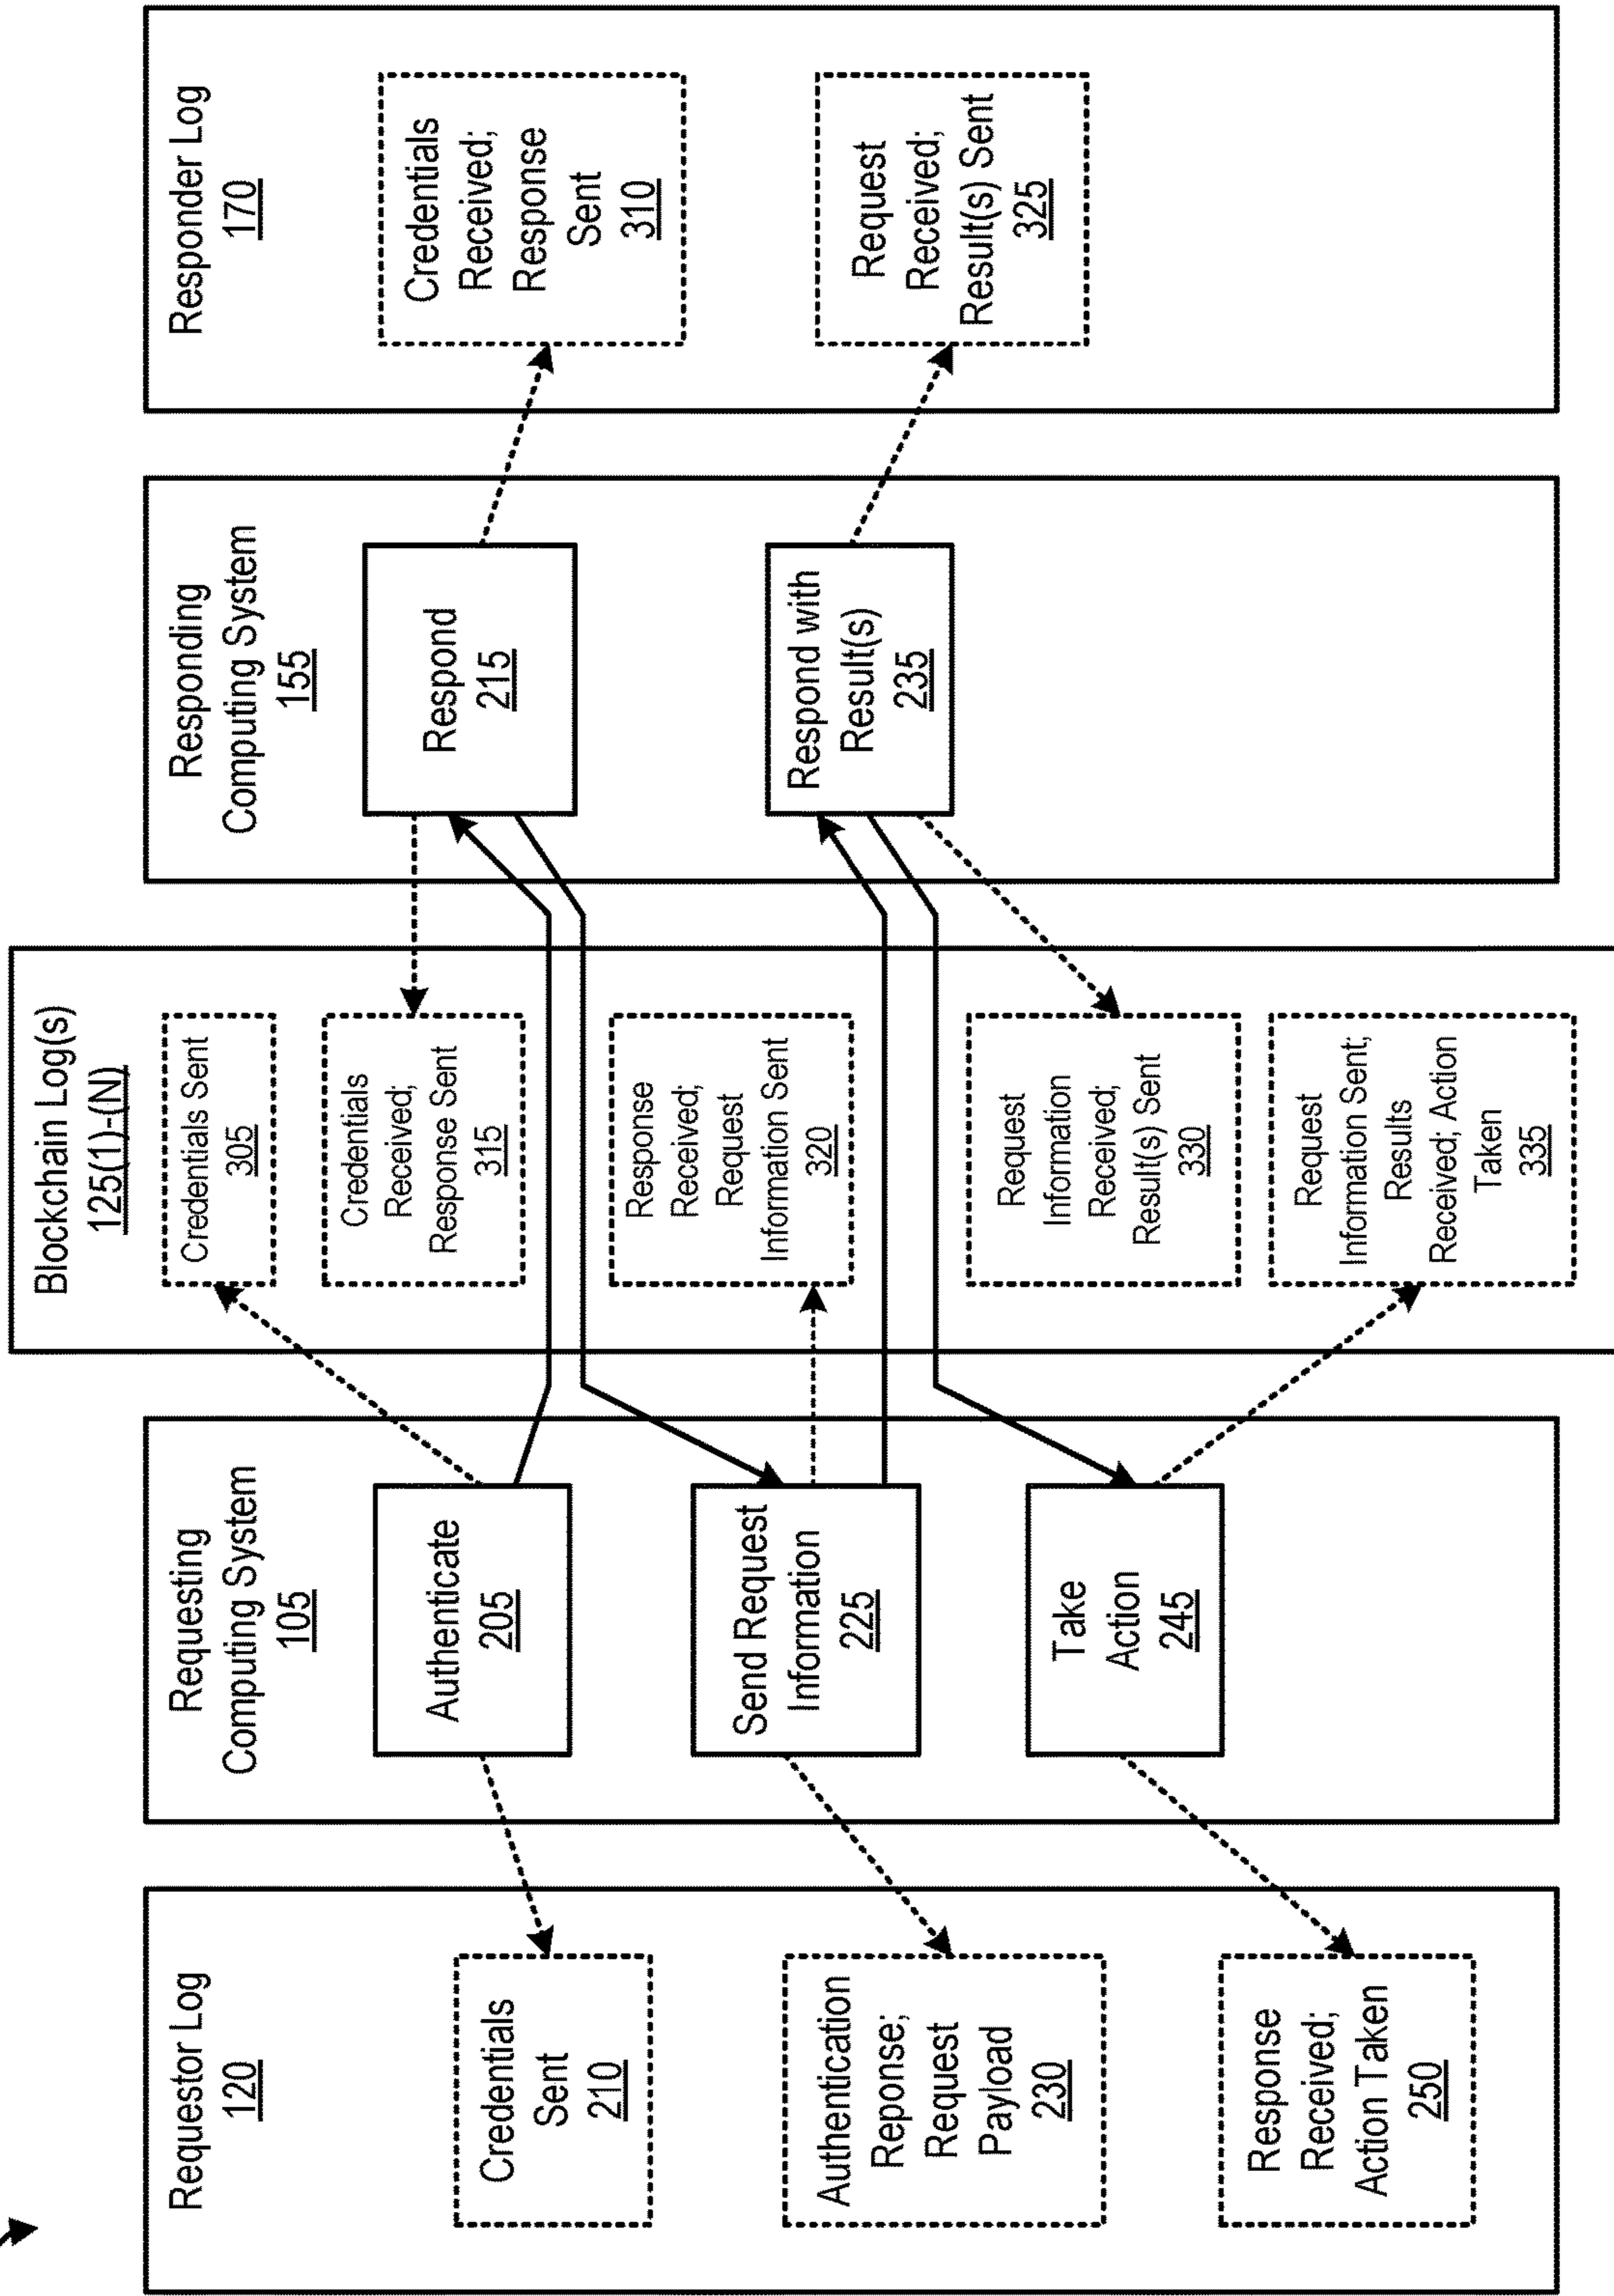 Requestor Log
120
Credentials
Sent
210
Authentication
Reponse;
Request
Payload
230
Response
Received;
Action Taken
250
Requesting
Computing System
105
Authenticate
205
Send Request
Information
225
Take
Action
245
Blockchain Log(s)
125(1)-(N)
Credentials Sent
305
Credentials
Received;
Response Sent
315
Response
Received;
Request
Information Sent
320
Request
Information
Received;
Result(s) Sent
330
Request
Information Sent;
Results
Received; Action
Taken
335
Responding
Computing System
155
Respond
215
Respond with
Result(s)
235
Responder Log
170
Credentials
Received;
Response
Sent
310
Request
Received;
Result(s) Sent
325